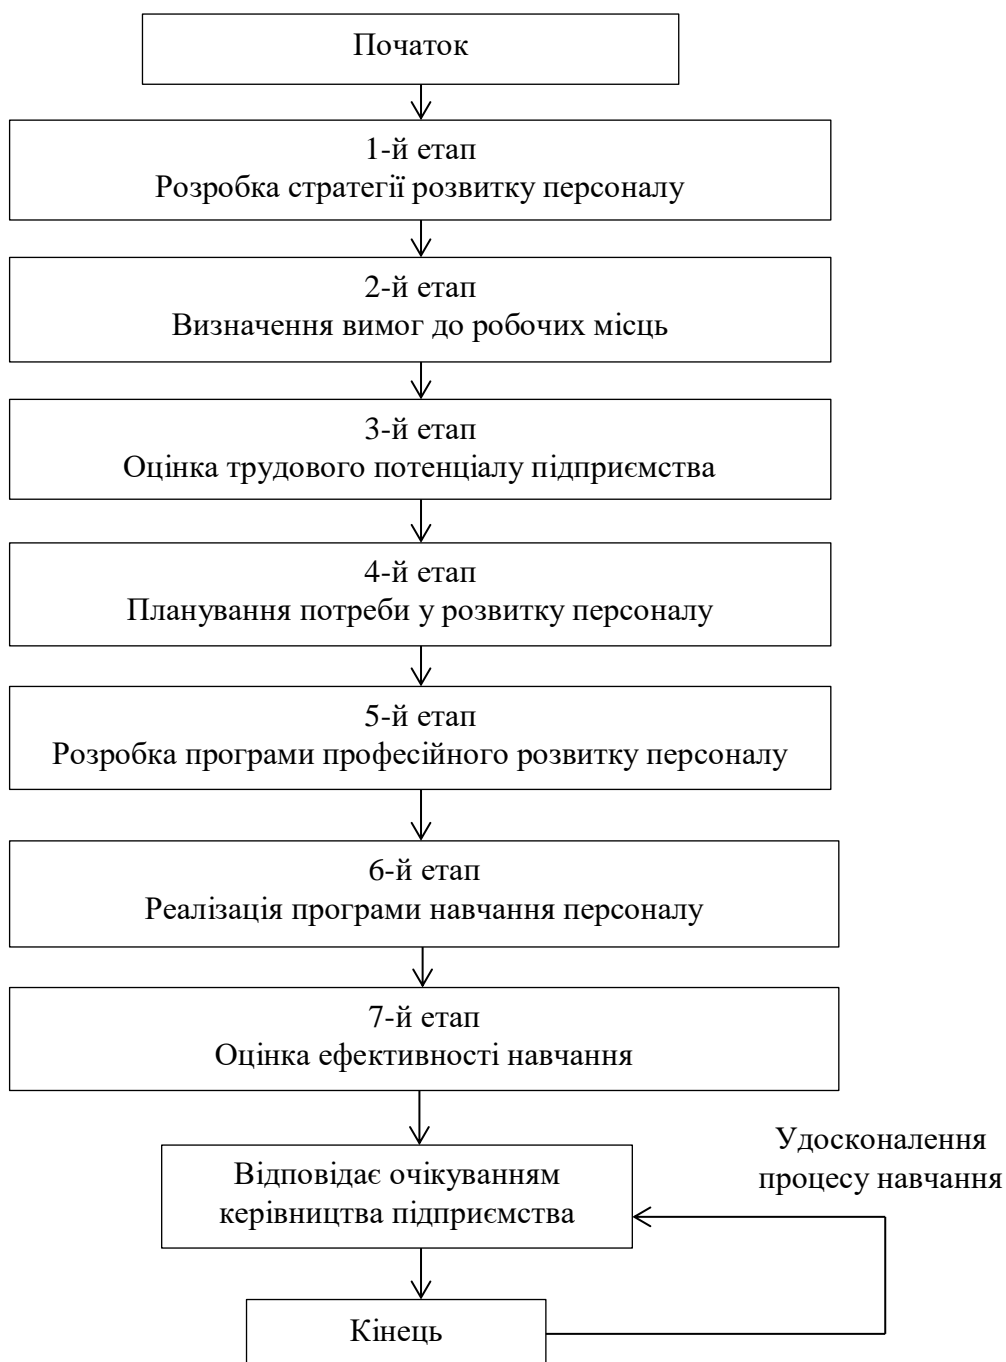 Початок
1-й етап
Розробка стратегії розвитку персоналу
2-й етап
Визначення вимог до робочих місць
3-й етап
Оцінка трудового потенціалу підприємства
4-й етап
Планування потреби у розвитку персоналу
5-й етап
Розробка програми професійного розвитку персоналу
6-й етап
Реалізація програми навчання персоналу
7-й етап
Оцінка ефективності навчання
Удосконалення
процесу навчання
Відповідає очікуванням
керівництва підприємства
Кінець